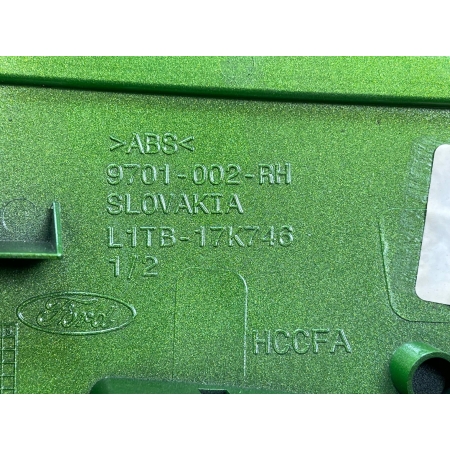 >ABS<
9701-002-RH
SLOVAKIA
L1TB-17K746
1/2
Ford
HCCFA